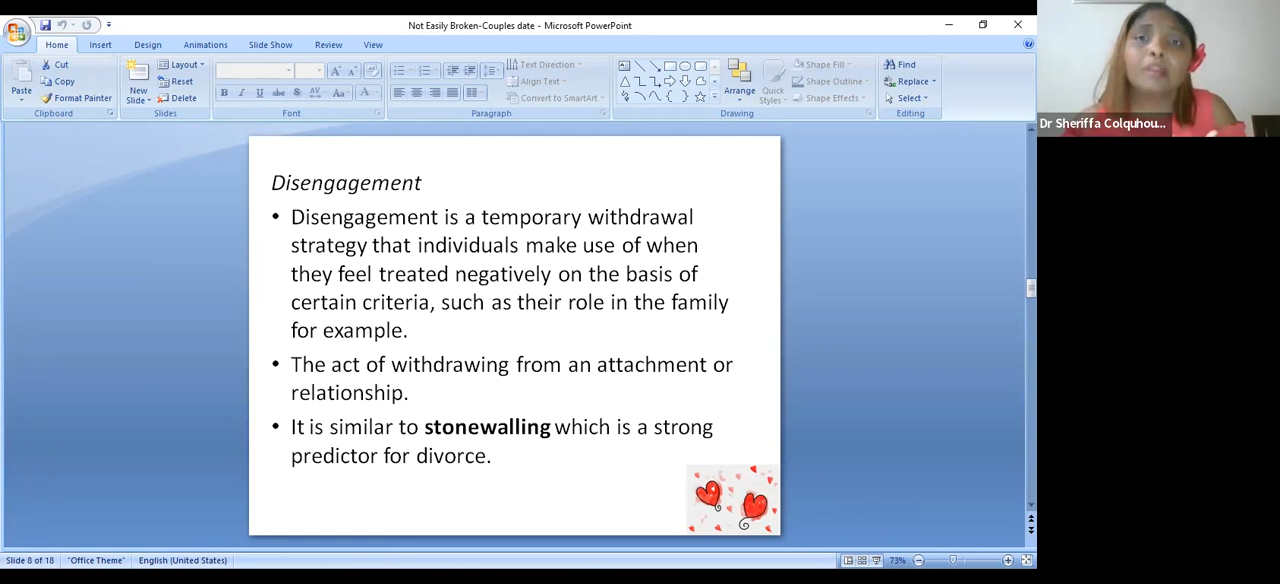 Not Easily Broken-Couples date - Microsoft PowerPoint
Home Insert Design Animations Slide Show Review View
Cut
Copy
Format Painter
Paste
Clipboard
New
Slide
Layout
Reset
Delete
Slides
B I U abc S AV Aa A
Font
Text Direction
Align Text
Convert to SmartArt
Paragraph
Arrange
Quick
Styles
Shape Fill
Shape Outline
Shape Effects
Drawing
Find
Replace
Select
Editing
Dr Sheriffa Colquhou...
Disengagement
• Disengagement is a temporary withdrawal
strategy that individuals make use of when
they feel treated negatively on the basis of
certain criteria, such as their role in the family
for example.
• The act of withdrawing from an attachment or
relationship.
• It is similar to stonewalling which is a strong
predictor for divorce.
Slide 8 of 18 "Office Theme" English (United States) 73%